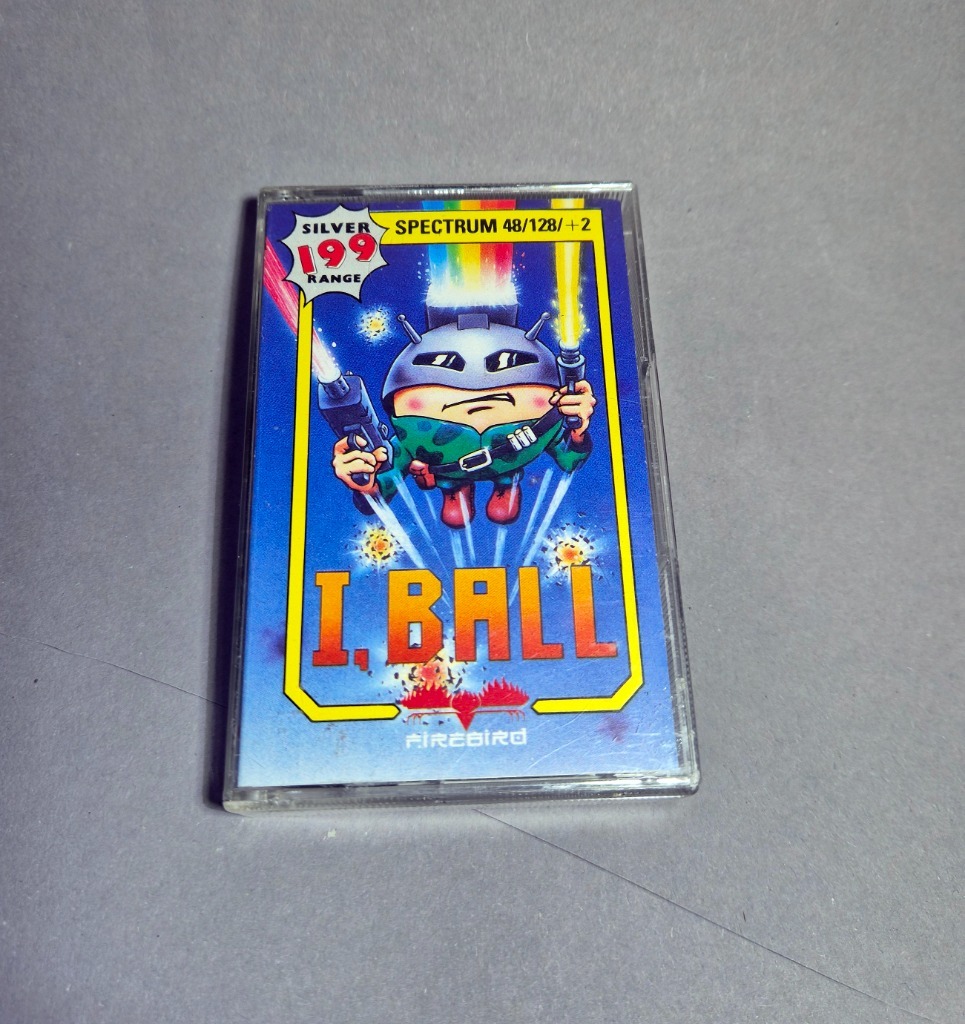 SILVER
199
RANGE
SPECTRUM 48/128/+2
I, BALL
FIREBIRD